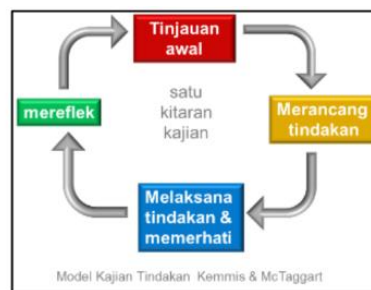 Tinjauan
awal
mereflek
satu
kitaran
kajian
Merancang
tindakan
Melaksana
tindakan &
memerhati
Model Kajian Tindakan Kemmis & McTaggart